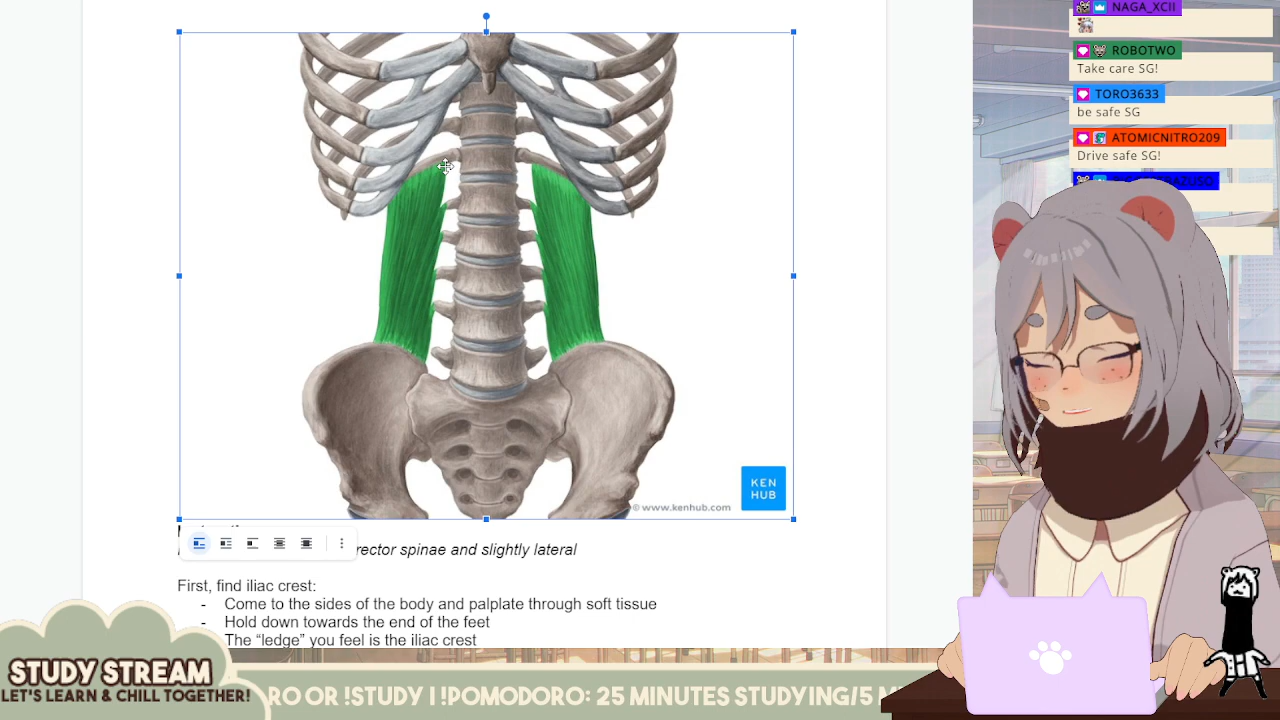 NAGA_XCII
ROBOTWO
Take care SG!
TORO3633
be safe SG
ATOMICNITRO209
Drive safe SG!
KEN
HUB
© www.kenhub.com
rector spinae and slightly lateral
First, find iliac crest:
- Come to the sides of the body and palplate through soft tissue
- Hold down towards the end of the feet
The “ledge” you feel is the iliac crest
STUDY STREAM
LET'S LEARN & CHILL TOGETHER!
RO OR !STUDY | !POMODORO: 25 MINUTES STUDYING/5 M